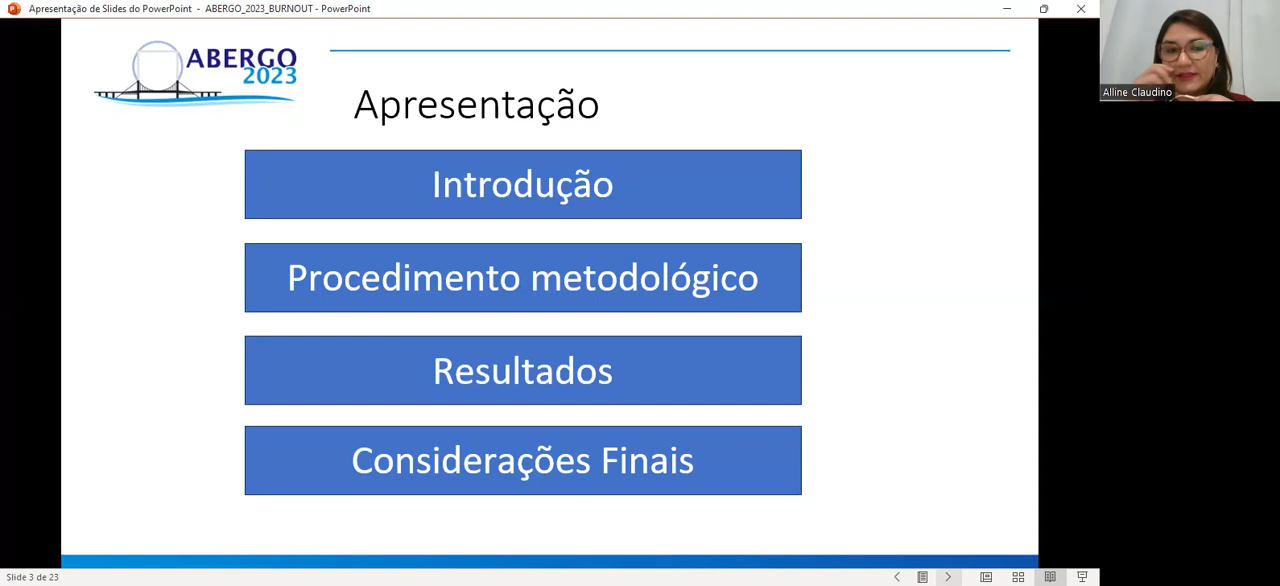 Apresentação de Slides do PowerPoint - ABERGO_2023_BURNOUT - PowerPoint
ABERGO
2023
Alline Claudino
Apresentação
Introdução
Procedimento metodológico
Resultados
Considerações Finais
Slide 3 de 23